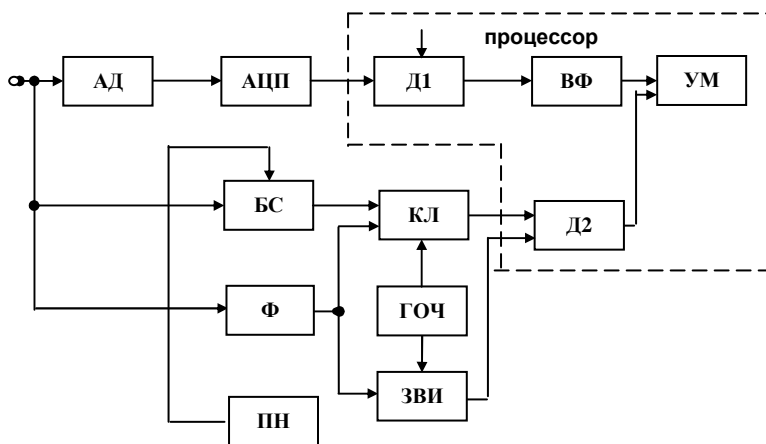 процессор
АД
АЦП
Д1
ВФ
УМ
БС
КЛ
Д2
Ф
ГОЧ
ЗВИ
ПН